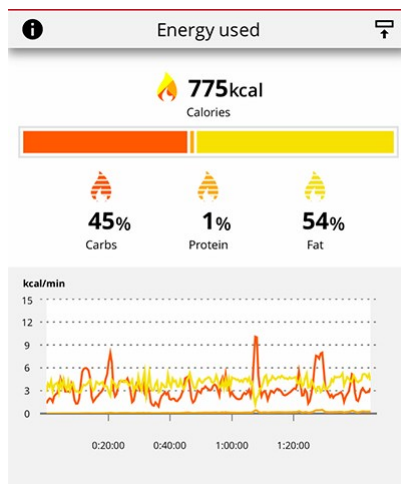 Energy used
775kcal
Calories
45% 1% 54%
Carbs Protein Fat
kcal/min
15
12
9
6
3
0
0:20:00 0:40:00 1:00:00 1:20:00